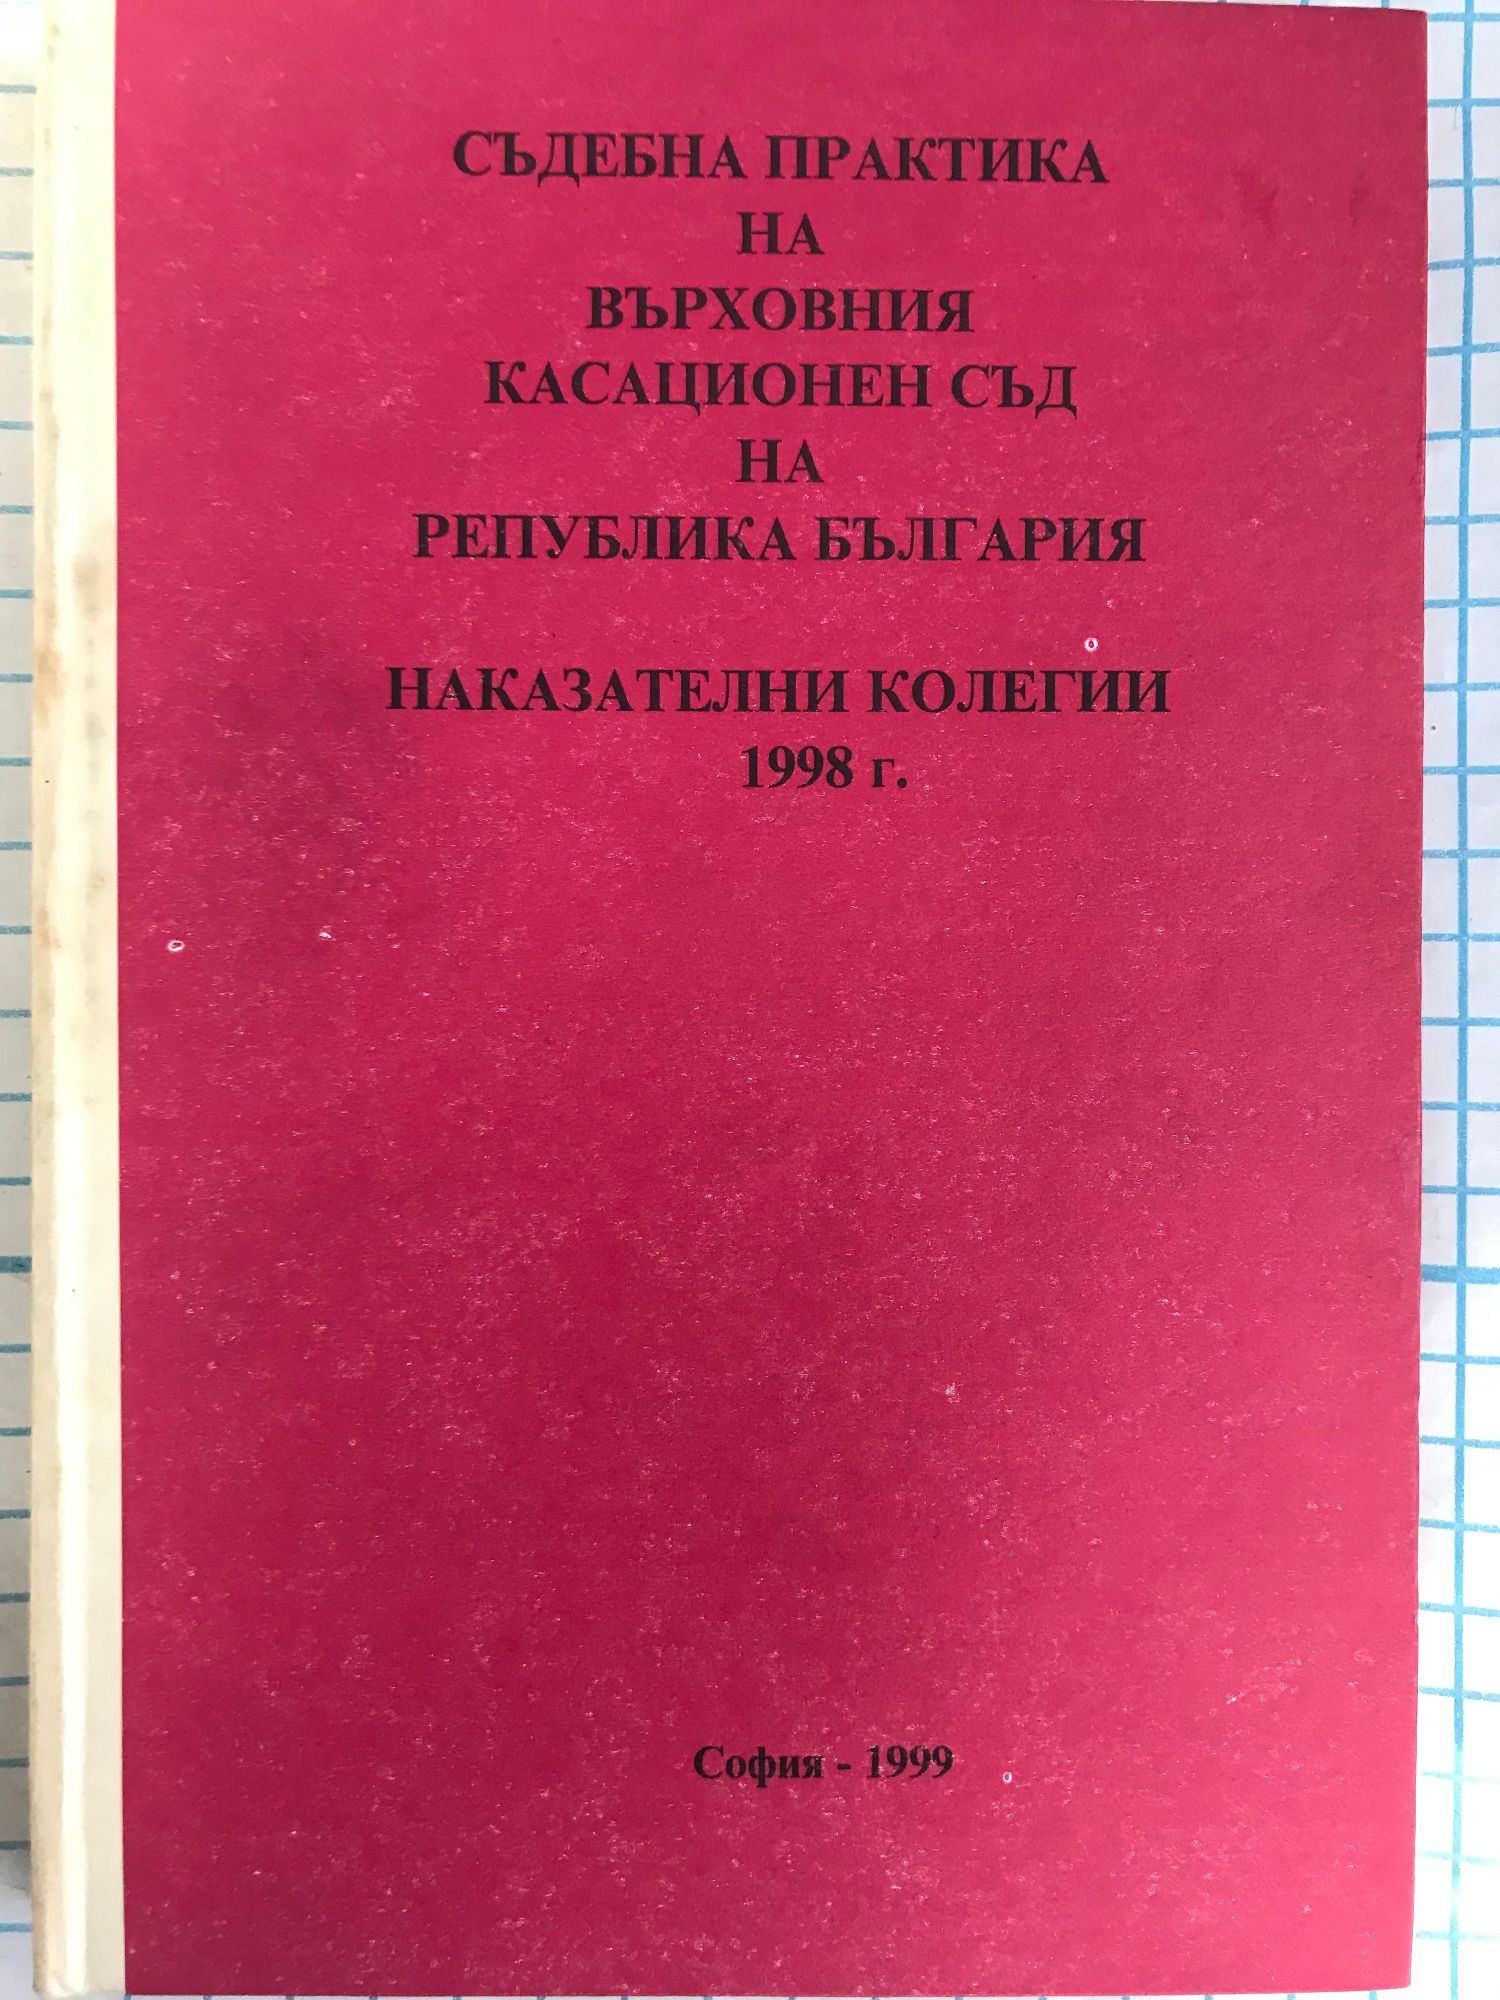 СЪДЕБНА ПРАКТИКА
НА
ВЪРХОВНИЯ
КАСАЦИОНЕН СЪД
НА
РЕПУБЛИКА БЪЛГАРИЯ
НАКАЗАТЕЛНИ КОЛЕГИИ
1998 г.
София - 1999